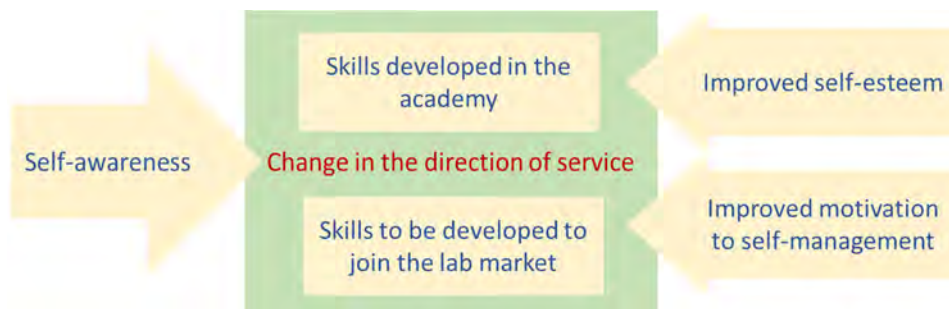 Self-awareness
Skills developed in the
academy
Change in the direction of service
Skills to be developed to
join the lab market
Improved self-esteem
Improved motivation
to self-management